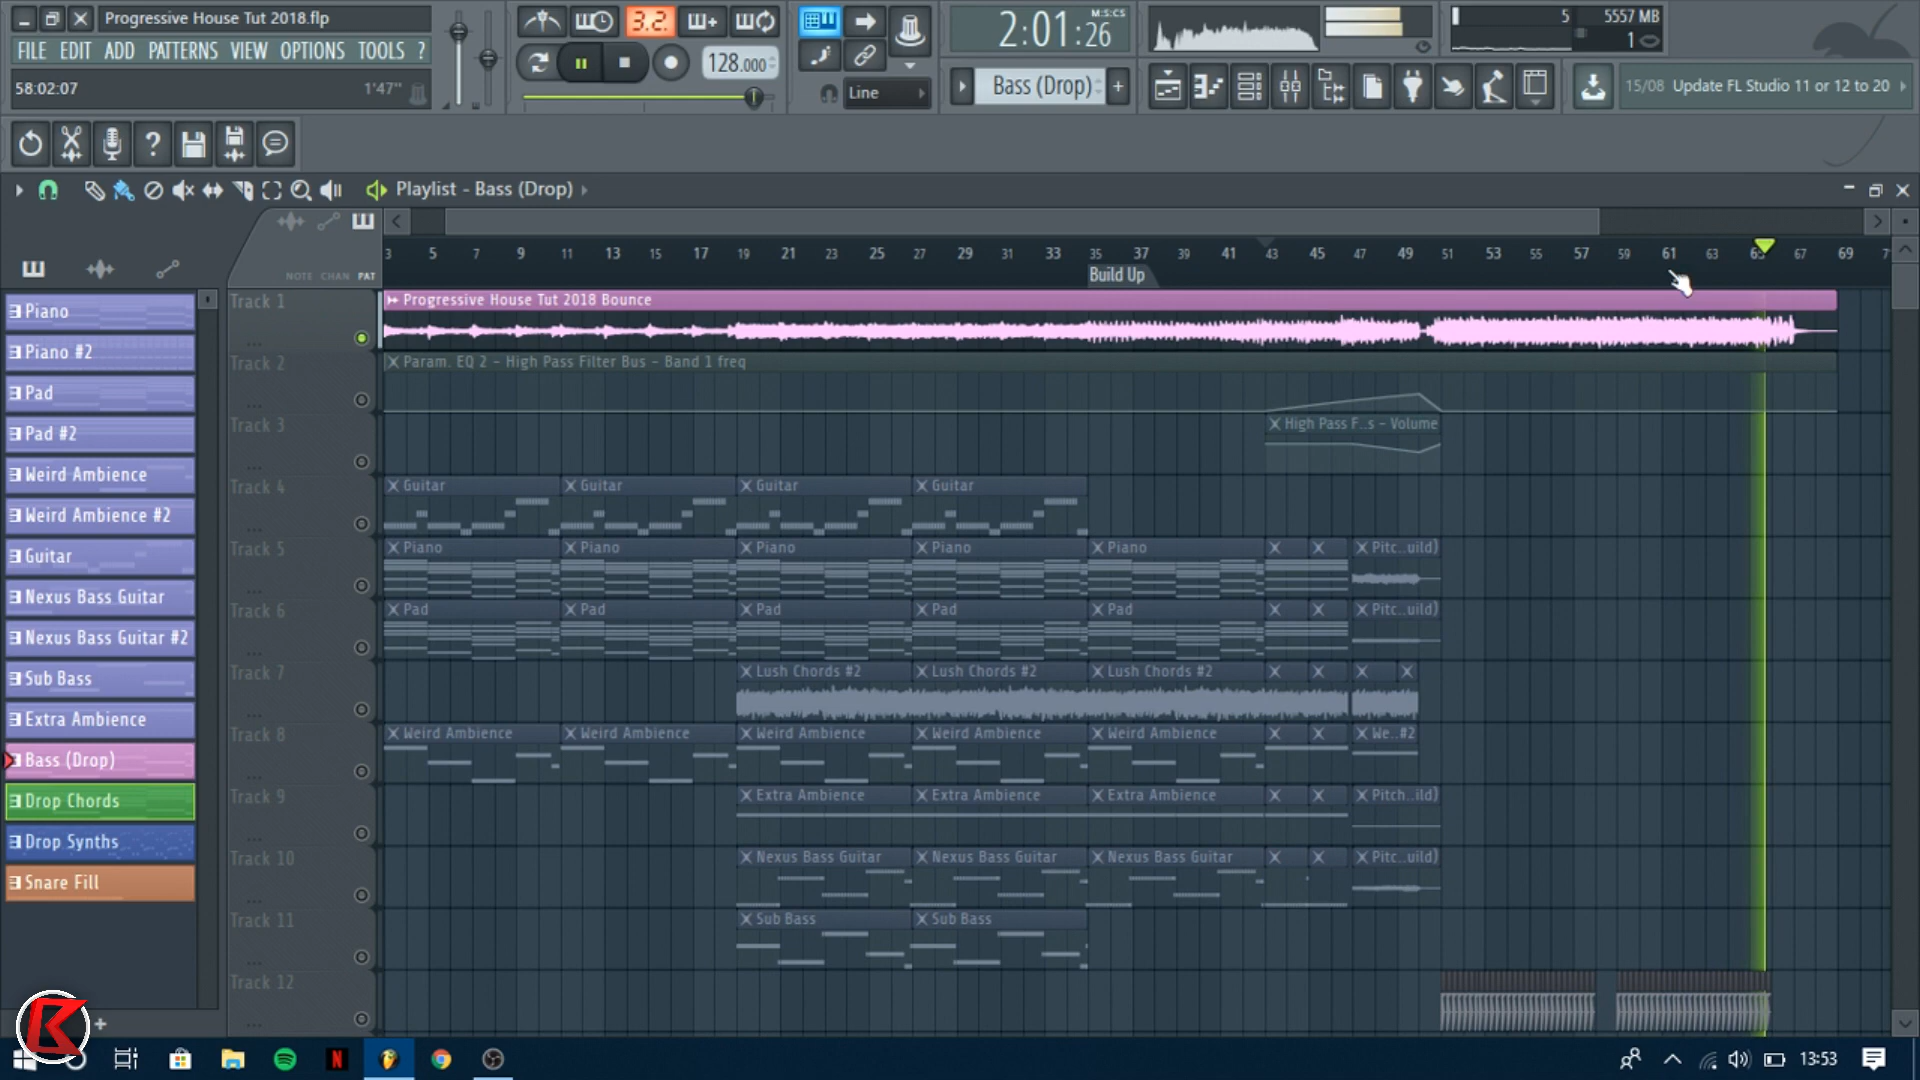 Progressive House Tut 2018.flp
FILE EDIT ADD PATTERNS VIEW OPTIONS TOOLS ?
58:02:07 1'47"
3.2.
128.000
Line
2:01:26 M:S:CS
Bass (Drop)
5 5557 MB
1
15/08 Update FL Studio 11 or 12 to 20
Playlist - Bass (Drop)
NOTE CHAN PAT
3 5 7 9 11 13 15 17 19 21 23 25 27 29 31 33 35 37 39 41 43 45 47 49 51 53 55 57 59 61 63 65 67 69
Build Up
Piano
Piano #2
Pad
Pad #2
Weird Ambience
Weird Ambience #2
Guitar
Nexus Bass Guitar
Nexus Bass Guitar #2
Sub Bass
Extra Ambience
Bass (Drop)
Drop Chords
Drop Synths
Snare Fill
Track 1
Progressive House Tut 2018 Bounce
Track 2
Param. EQ 2 - High Pass Filter Bus - Band 1 freq
Track 3
High Pass F..s - Volume
Track 4
Guitar Guitar Guitar Guitar
Track 5
Piano Piano Piano Piano Piano Pitc..uild)
Track 6
Pad Pad Pad Pad Pad Pitc..uild)
Track 7
Lush Chords #2 Lush Chords #2 Lush Chords #2
Track 8
Weird Ambience Weird Ambience Weird Ambience Weird Ambience Weird Ambience We..#2
Track 9
Extra Ambience Extra Ambience Extra Ambience Pitch..ild)
Track 10
Nexus Bass Guitar Nexus Bass Guitar Nexus Bass Guitar Pitc..uild)
Track 11
Sub Bass Sub Bass
Track 12
K
N
13:53